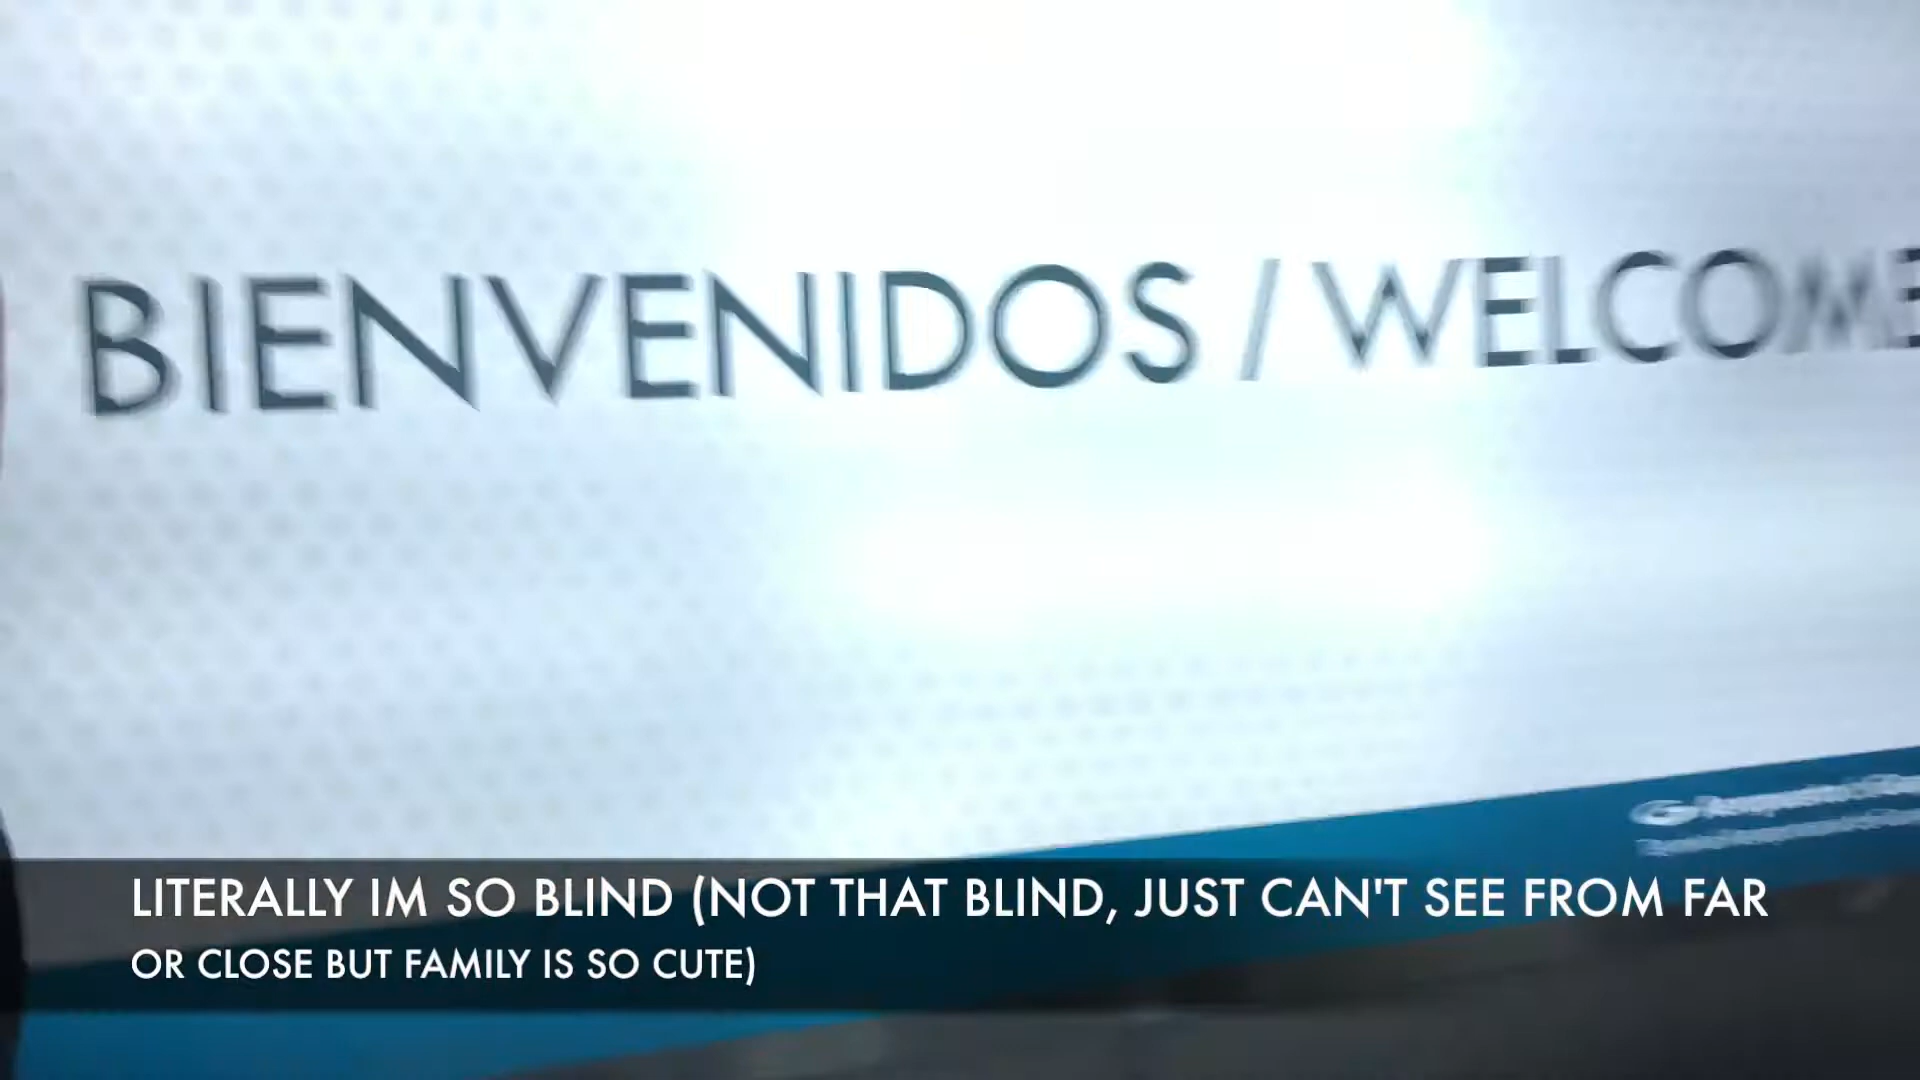 BIENVENIDOS / WELCOME
LITERALLY IM SO BLIND (NOT THAT BLIND, JUST CAN'T SEE FROM FAR
OR CLOSE BUT FAMILY IS SO CUTE)